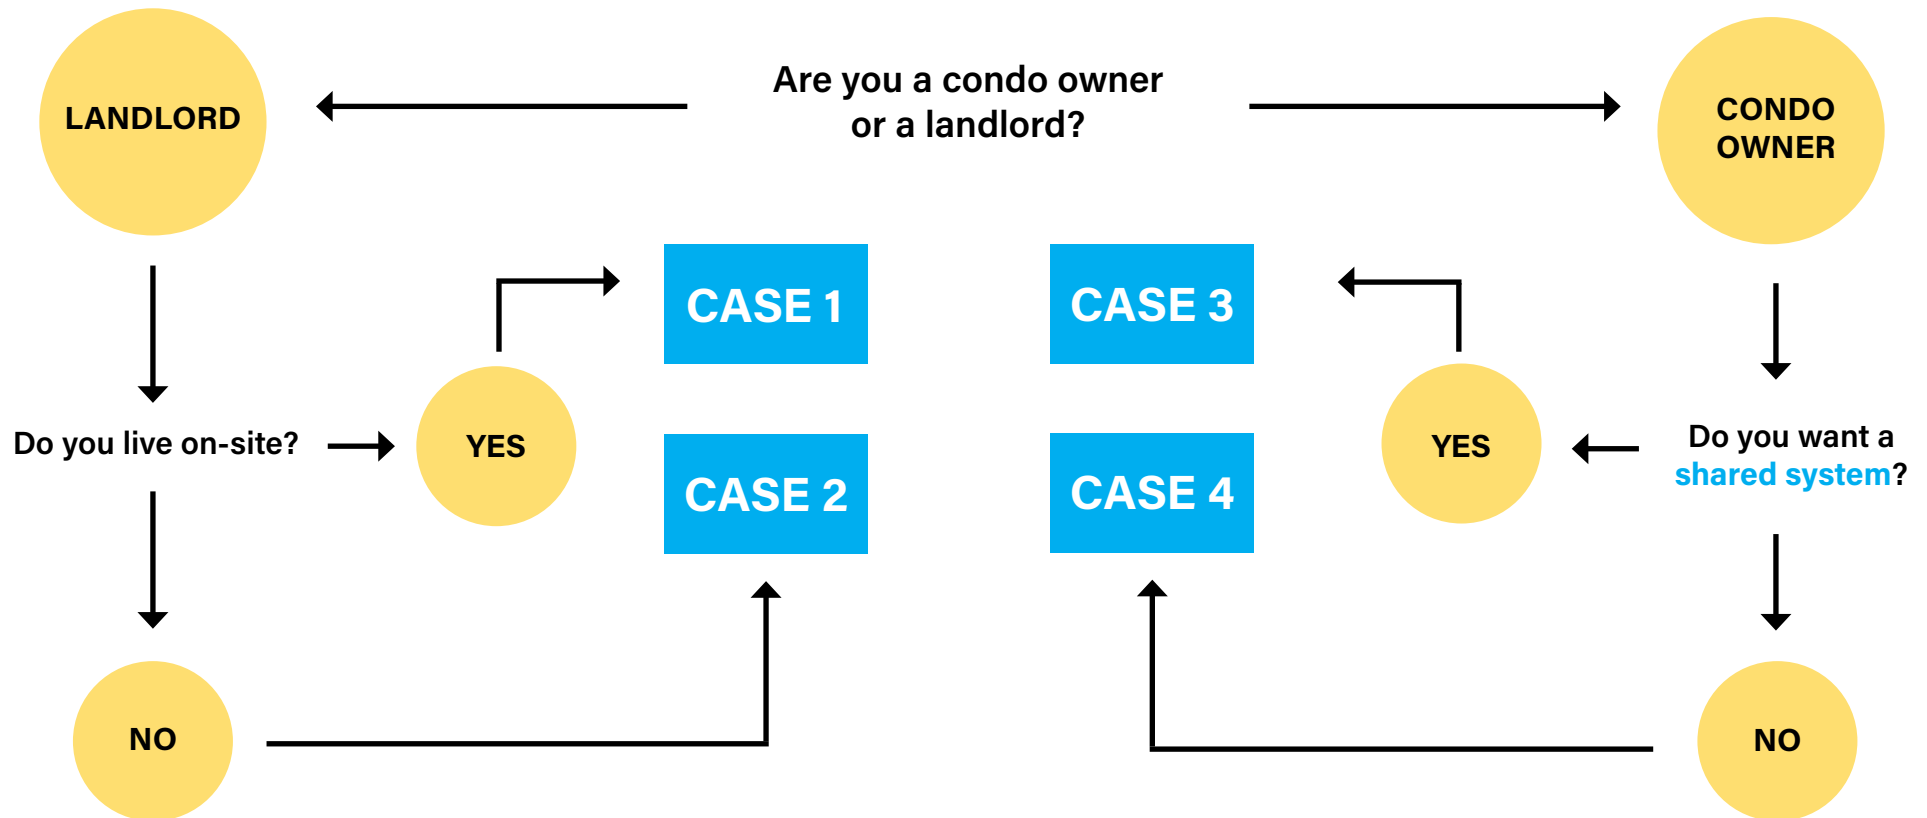 Are you a condo owner
or a landlord?
LANDLORD
CONDO
OWNER
CASE 1
CASE 3
Do you live on-site?
YES
CASE 2
CASE 4
YES
Do you want a
shared system?
NO
NO